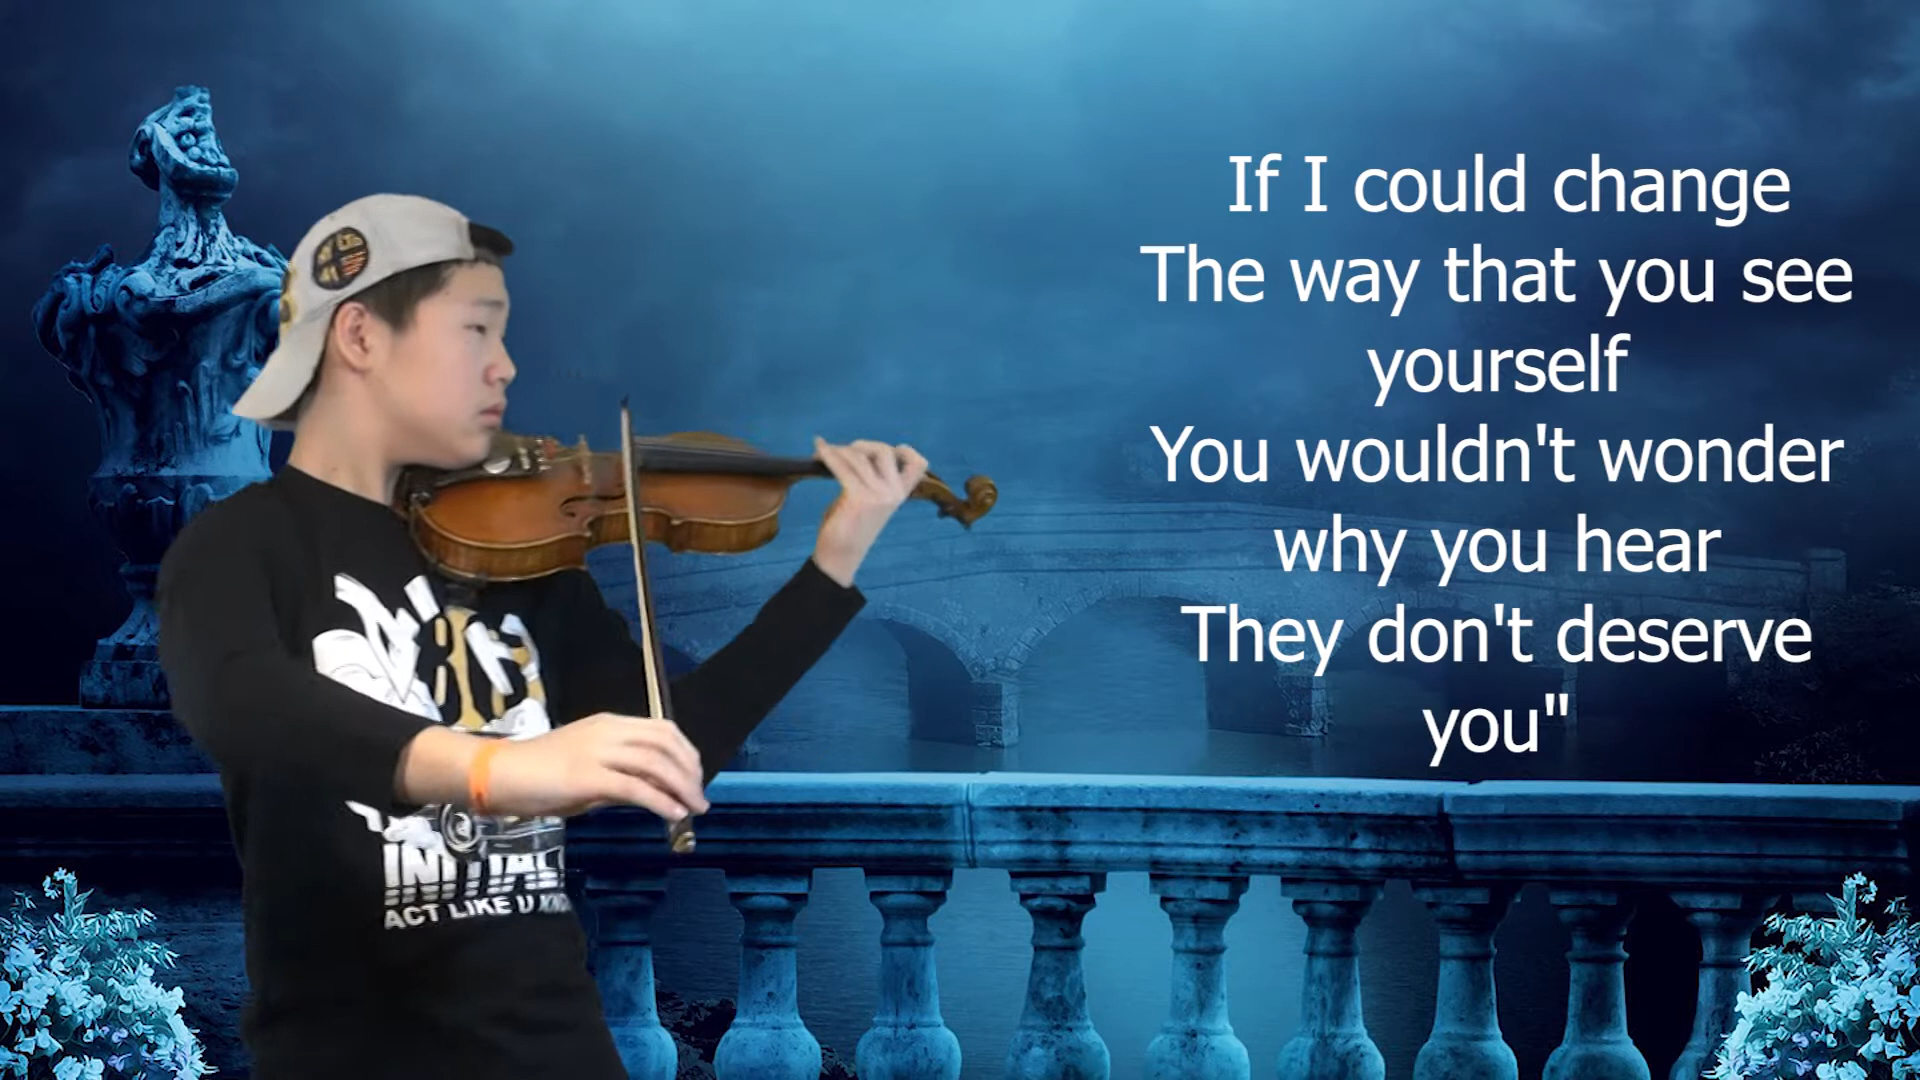 If I could change
The way that you see
yourself
You wouldn't wonder
why you hear
They don't deserve
you"
INITIAL
ACT LIKE U